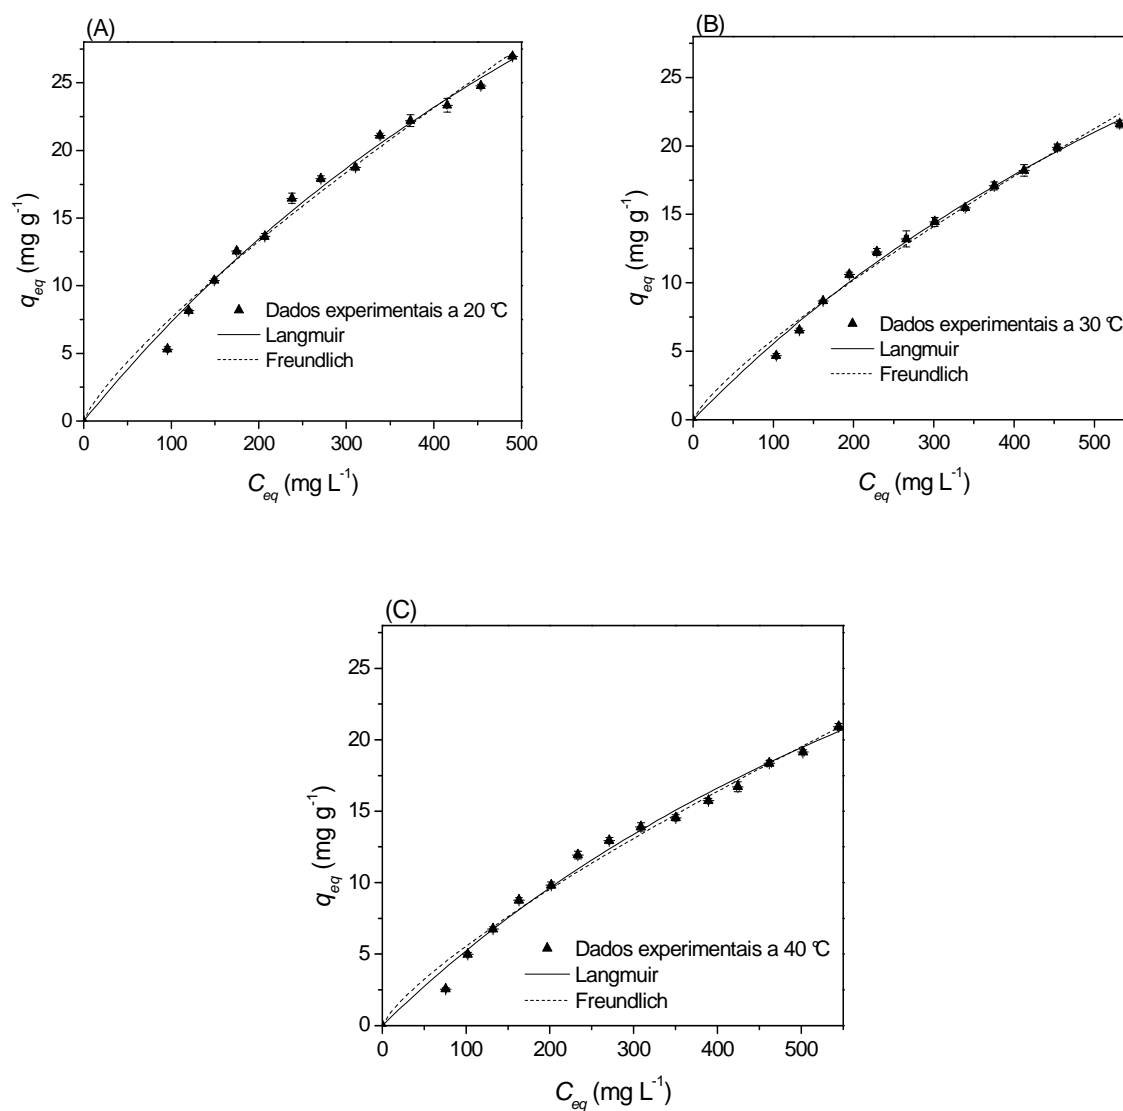 (A)
25
20
15
10
5
0
q_eq (mg g⁻¹)
Dados experimentais a 20 °C
Langmuir
Freundlich
0 100 200 300 400 500
C_eq (mg L⁻¹)
(B)
25
20
15
10
5
0
q_eq (mg g⁻¹)
Dados experimentais a 30 °C
Langmuir
Freundlich
0 100 200 300 400 500
C_eq (mg L⁻¹)
(C)
25
20
15
10
5
0
q_eq (mg g⁻¹)
Dados experimentais a 40 °C
Langmuir
Freundlich
0 100 200 300 400 500
C_eq (mg L⁻¹)